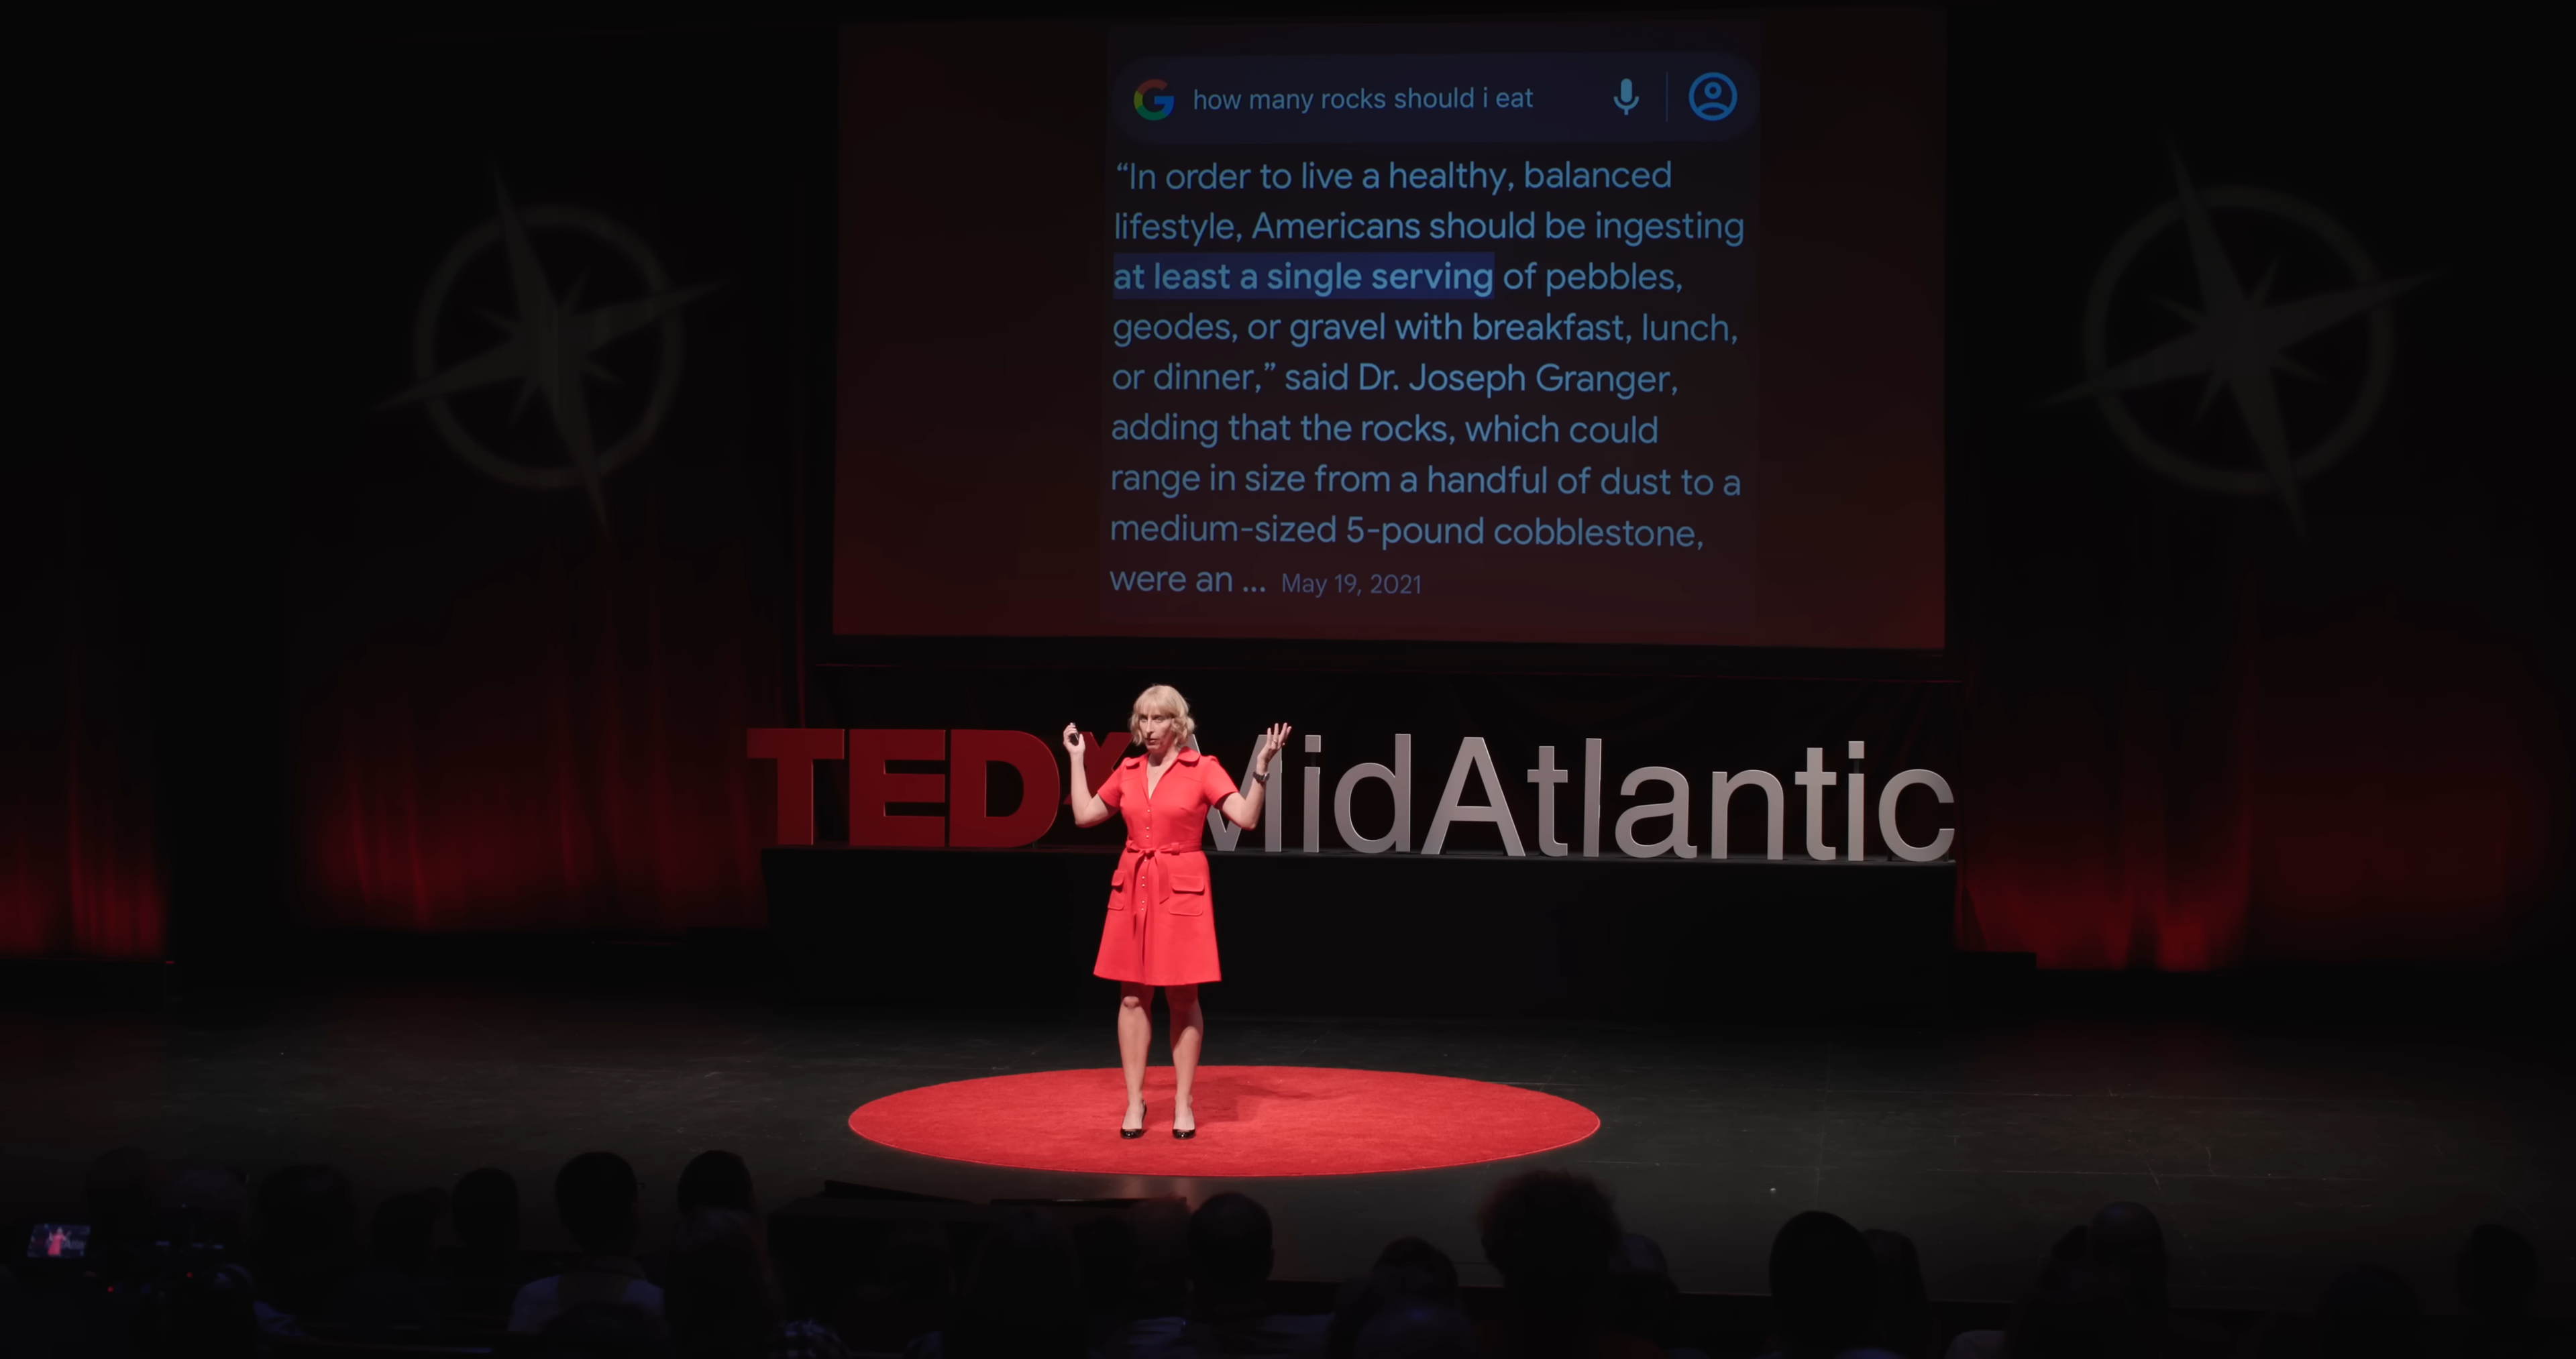 G how many rocks should i eat
“In order to live a healthy, balanced
lifestyle, Americans should be ingesting
at least a single serving of pebbles,
geodes, or gravel with breakfast, lunch,
or dinner,” said Dr. Joseph Granger,
adding that the rocks, which could
range in size from a handful of dust to a
medium-sized 5-pound cobblestone,
were an ... May 19, 2021
TEDx MidAtlantic